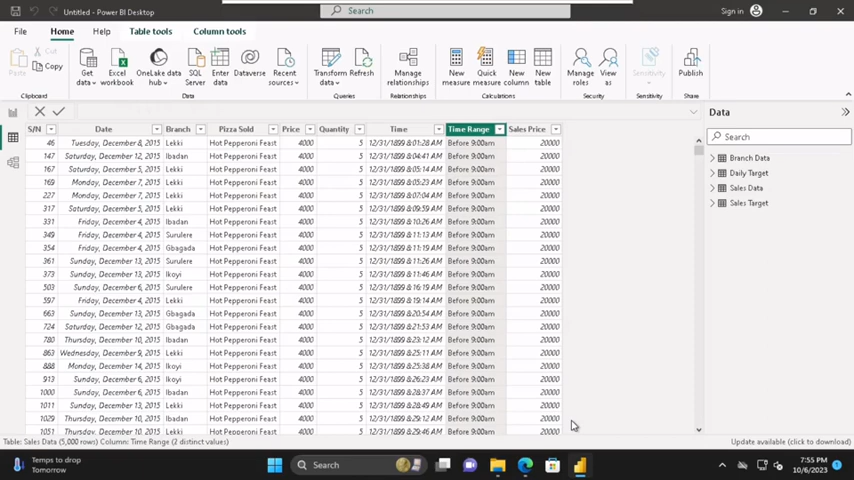 Untitled - Power BI Desktop
Search
Sign in
File Home Help Table tools Column tools
Paste
Cut
Copy
Get data
Excel workbook
OneLake data hub
SQL Server
Enter data
Dataverse
Recent sources
Transform data
Refresh
Manage relationships
New measure
Quick measure
New column
New table
Manage roles
View as
Sensitivity
Publish
Clipboard Data Queries Relationships Calculations Security Sensitivity Share
Data
Search
Branch Data
Daily Target
Sales Data
Sales Target
S/N Date Branch Pizza Sold Price Quantity Time Time Range Sales Price
46 Tuesday, December 8, 2015 Lekki Hot Pepperoni Feast 4000 5 12/31/1899 &:01:28 AM Before 9:00am 20000
147 Saturday, December 12, 2015 Ibadan Hot Pepperoni Feast 4000 5 12/31/1899 &:04:41 AM Before 9:00am 20000
167 Saturday, December 5, 2015 Lekki Hot Pepperoni Feast 4000 5 12/31/1899 &:05:14 AM Before 9:00am 20000
169 Monday, December 7, 2015 Lekki Hot Pepperoni Feast 4000 5 12/31/1899 &:05:23 AM Before 9:00am 20000
227 Monday, December 7, 2015 Lekki Hot Pepperoni Feast 4000 5 12/31/1899 &:07:04 AM Before 9:00am 20000
317 Saturday, December 5, 2015 Lekki Hot Pepperoni Feast 4000 5 12/31/1899 &:09:59 AM Before 9:00am 20000
331 Friday, December 4, 2015 Ibadan Hot Pepperoni Feast 4000 5 12/31/1899 &:10:26 AM Before 9:00am 20000
349 Friday, December 4, 2015 Surulere Hot Pepperoni Feast 4000 5 12/31/1899 &:11:13 AM Before 9:00am 20000
354 Friday, December 4, 2015 Gbagada Hot Pepperoni Feast 4000 5 12/31/1899 &:11:19 AM Before 9:00am 20000
361 Sunday, December 13, 2015 Surulere Hot Pepperoni Feast 4000 5 12/31/1899 &:11:28 AM Before 9:00am 20000
373 Sunday, December 13, 2015 Ikoyi Hot Pepperoni Feast 4000 5 12/31/1899 &:11:46 AM Before 9:00am 20000
503 Sunday, December 6, 2015 Surulere Hot Pepperoni Feast 4000 5 12/31/1899 &:16:19 AM Before 9:00am 20000
597 Friday, December 4, 2015 Lekki Hot Pepperoni Feast 4000 5 12/31/1899 &:19:14 AM Before 9:00am 20000
663 Sunday, December 13, 2015 Gbagada Hot Pepperoni Feast 4000 5 12/31/1899 &:20:54 AM Before 9:00am 20000
724 Saturday, December 12, 2015 Gbagada Hot Pepperoni Feast 4000 5 12/31/1899 &:21:53 AM Before 9:00am 20000
780 Thursday, December 10, 2015 Ibadan Hot Pepperoni Feast 4000 5 12/31/1899 &:23:12 AM Before 9:00am 20000
863 Wednesday, December 9, 2015 Lekki Hot Pepperoni Feast 4000 5 12/31/1899 &:25:11 AM Before 9:00am 20000
888 Monday, December 14, 2015 Ikoyi Hot Pepperoni Feast 4000 5 12/31/1899 &:25:38 AM Before 9:00am 20000
913 Sunday, December 6, 2015 Ikoyi Hot Pepperoni Feast 4000 5 12/31/1899 &:26:23 AM Before 9:00am 20000
1000 Sunday, December 6, 2015 Surulere Hot Pepperoni Feast 4000 5 12/31/1899 &:28:37 AM Before 9:00am 20000
1011 Sunday, December 13, 2015 Lekki Hot Pepperoni Feast 4000 5 12/31/1899 &:28:49 AM Before 9:00am 20000
1029 Thursday, December 10, 2015 Ibadan Hot Pepperoni Feast 4000 5 12/31/1899 &:29:12 AM Before 9:00am 20000
1051 Thursday, December 10, 2015 Lekki Hot Pepperoni Feast 4000 5 12/31/1899 &:29:46 AM Before 9:00am 20000
Table: Sales Data (5,000 rows) Column: Time Range (2 distinct values)
Update available (click to download)
Temps to drop
Tomorrow
Search
7:55 PM
10/6/2023